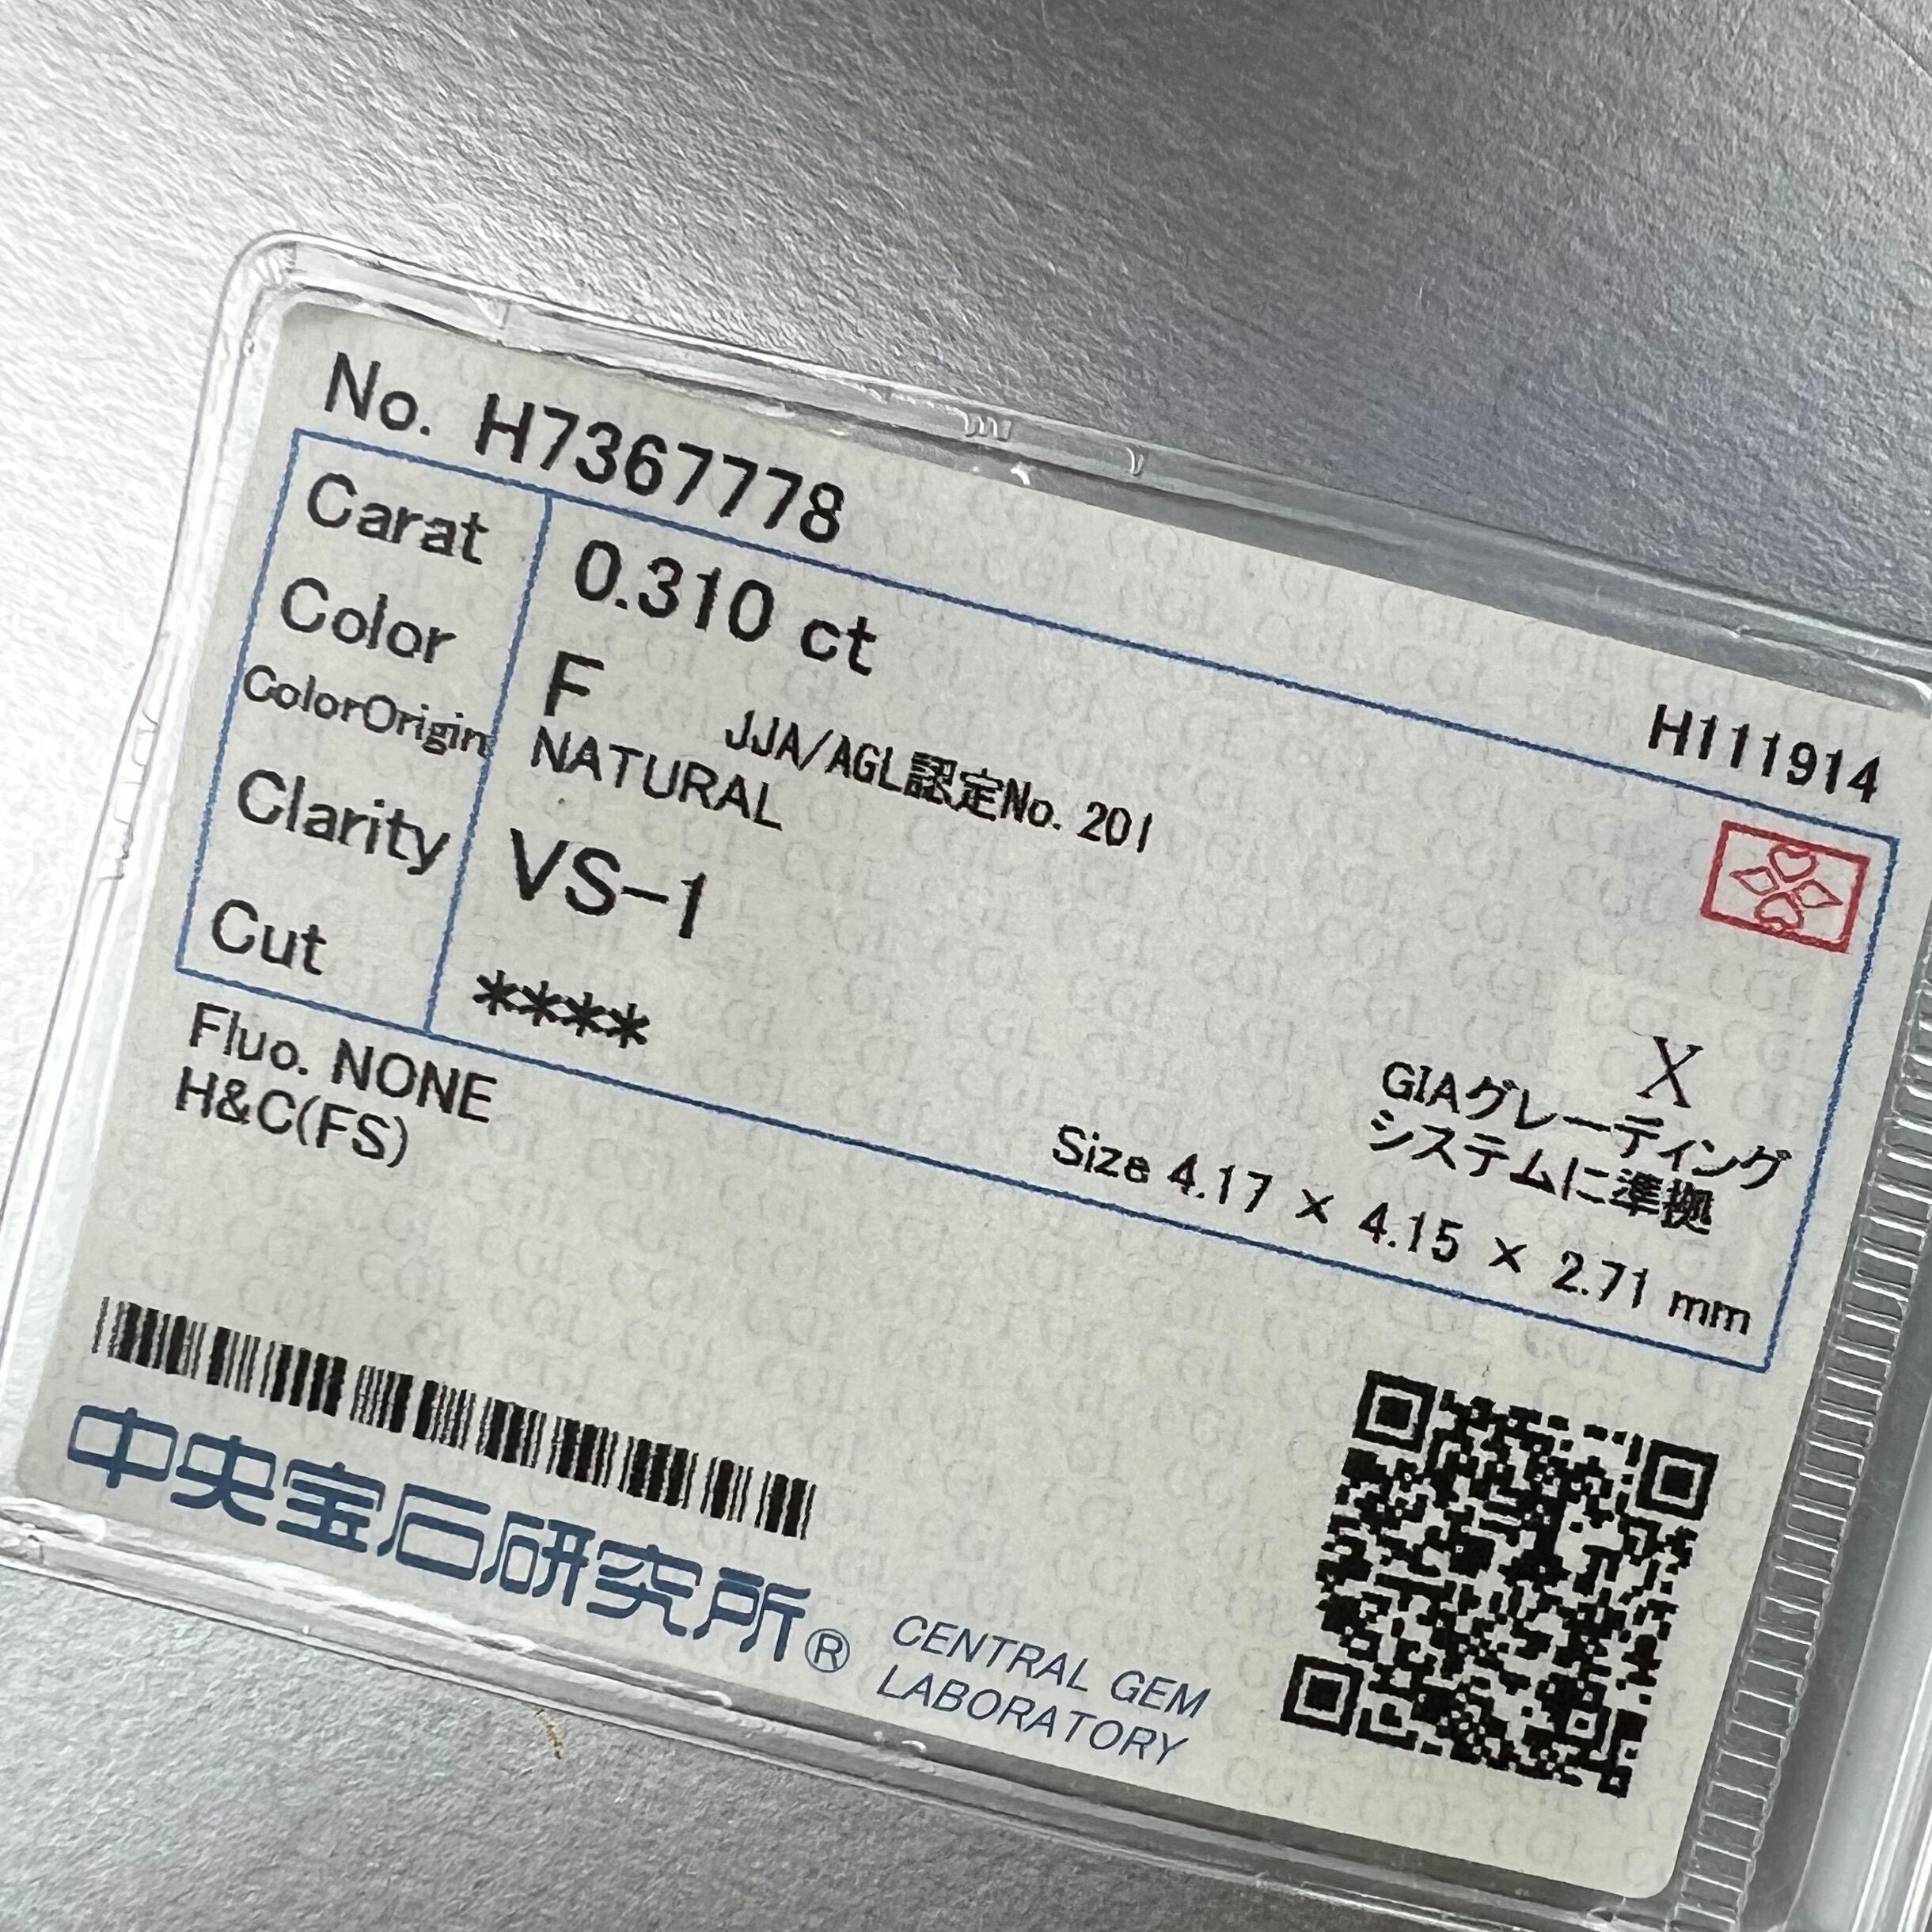 No. H7367778
H111914
Carat 0.310 ct
Color F
JJA/AGL認定No. 201
ColorOrigin NATURAL
Clarity VS-1
Cut ****
X
GIAグレーディング
システムに準拠
Size 4.17 × 4.15 × 2.71 mm
Fluo. NONE
H&C(FS)
中央宝石研究所®
CENTRAL GEM
LABORATORY